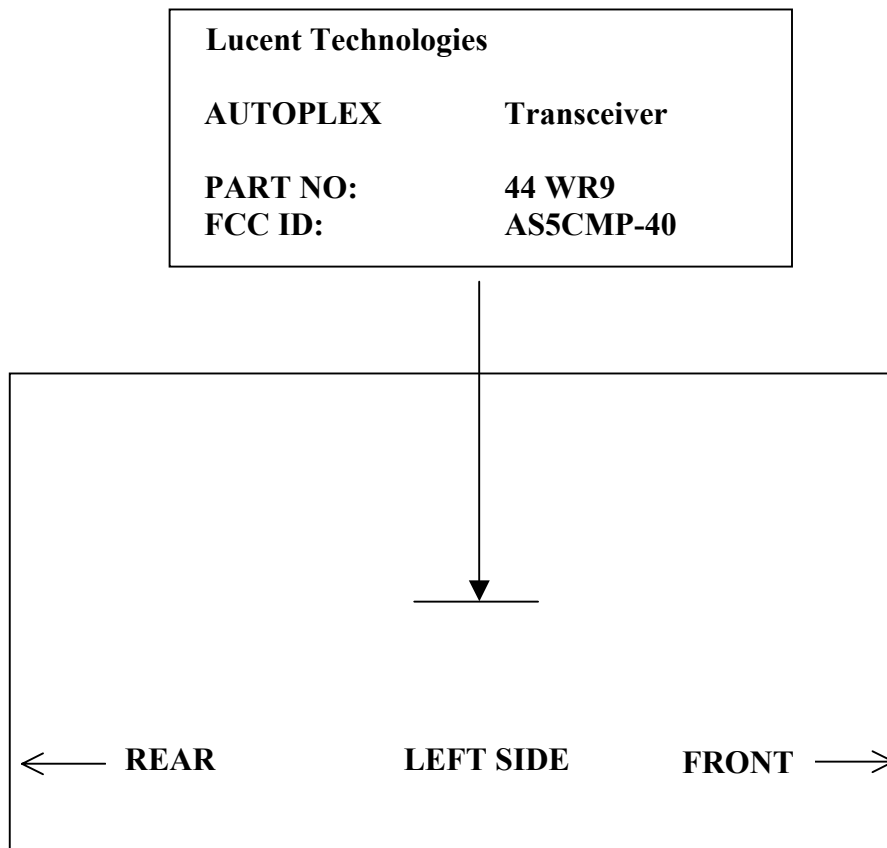 Lucent Technologies
AUTOPLEX Transceiver
PART NO: 44 WR9
FCC ID: AS5CMP-40
REAR LEFT SIDE FRONT